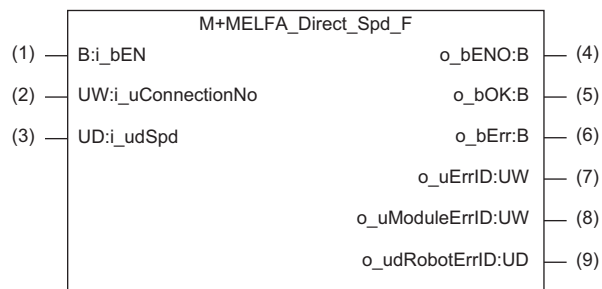 M+MELFA_Direct_Spd_F
(1) B:i_bEN o_bENO:B (4)
(2) UW:i_uConnectionNo o_bOK:B (5)
(3) UD:i_udSpd o_bErr:B (6)
o_uErrID:UW (7)
o_uModuleErrID:UW (8)
o_udRobotErrID:UD (9)